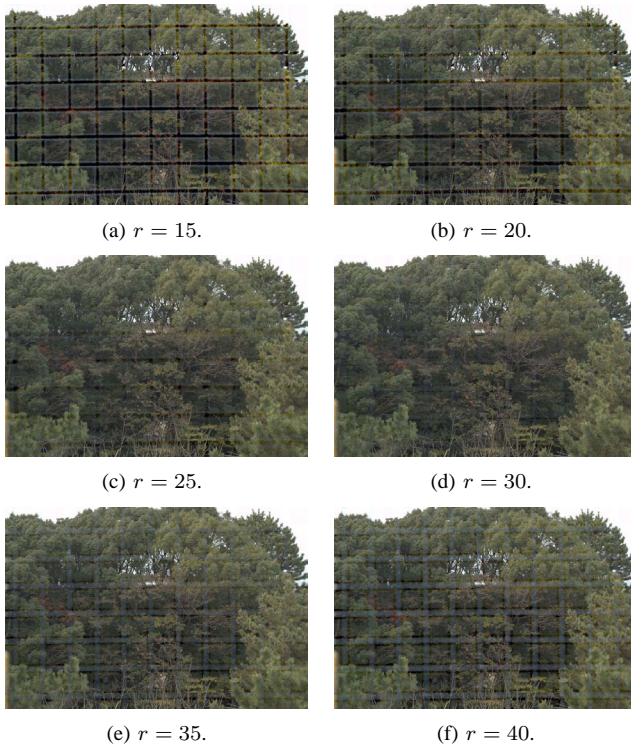 (a) r = 15.
(b) r = 20.
(c) r = 25.
(d) r = 30.
(e) r = 35.
(f) r = 40.